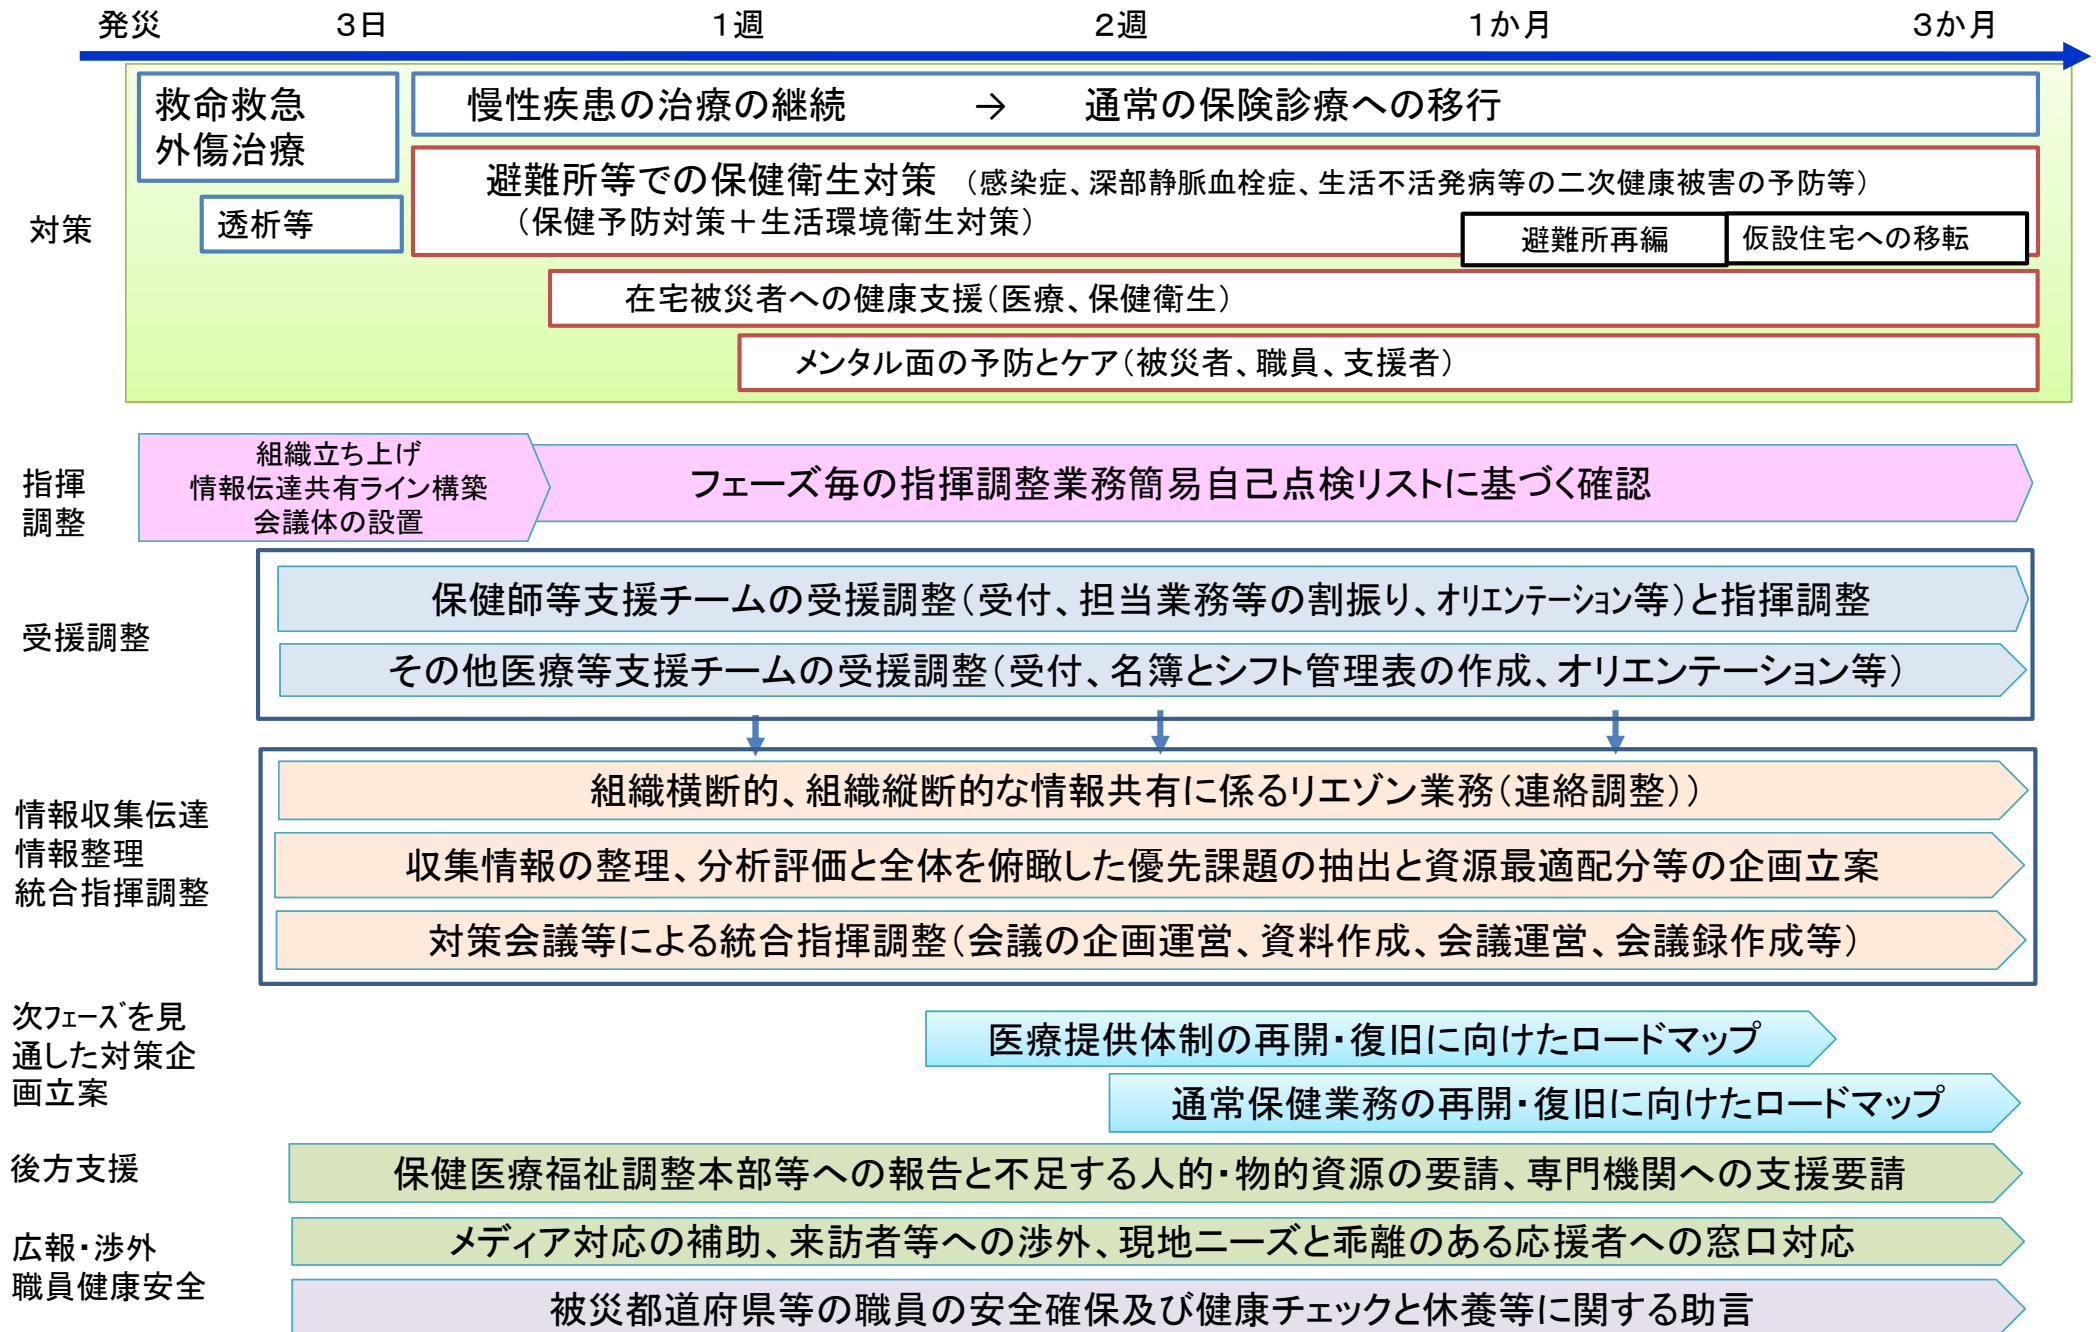 発災 3日 1週 2週 1か月 3か月
対策
救命救急
外傷治療
透析等
慢性疾患の治療の継続 → 通常の保険診療への移行
避難所等での保健衛生対策 （感染症、深部静脈血栓症、生活不活発病等の二次健康被害の予防等）
（保健予防対策＋生活環境衛生対策）
避難所再編
仮設住宅への移転
在宅被災者への健康支援（医療、保健衛生）
メンタル面の予防とケア（被災者、職員、支援者）
指揮
調整
組織立ち上げ
情報伝達共有ライン構築
会議体の設置
フェーズ毎の指揮調整業務簡易自己点検リストに基づく確認
受援調整
保健師等支援チームの受援調整（受付、担当業務等の割振り、ｵﾘｴﾝﾃｰｼｮﾝ等）と指揮調整
その他医療等支援チームの受援調整（受付、名簿とシフト管理表の作成、オリエンテーション等）
情報収集伝達
情報整理
統合指揮調整
組織横断的、組織縦断的な情報共有に係るリエゾン業務（連絡調整））
収集情報の整理、分析評価と全体を俯瞰した優先課題の抽出と資源最適配分等の企画立案
対策会議等による統合指揮調整（会議の企画運営、資料作成、会議運営、会議録作成等）
次ﾌｪｰｽﾞを見
通した対策企
画立案
医療提供体制の再開・復旧に向けたロードマップ
通常保健業務の再開・復旧に向けたロードマップ
後方支援
保健医療福祉調整本部等への報告と不足する人的・物的資源の要請、専門機関への支援要請
広報・渉外
職員健康安全
メディア対応の補助、来訪者等への渉外、現地ニーズと乖離のある応援者への窓口対応
被災都道府県等の職員の安全確保及び健康チェックと休養等に関する助言